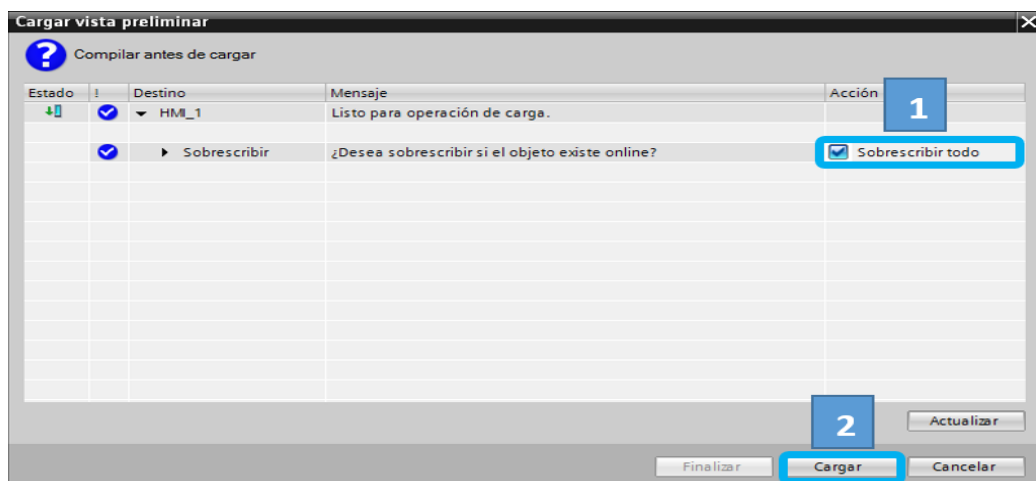 Cargar vista preliminar
Compilar antes de cargar
Estado ! Destino Mensaje Acción
HMI_1 Listo para operación de carga.
1
Sobrescribir ¿Desea sobrescribir si el objeto existe online? Sobrescribir todo
2
Actualizar
Finalizar Cargar Cancelar